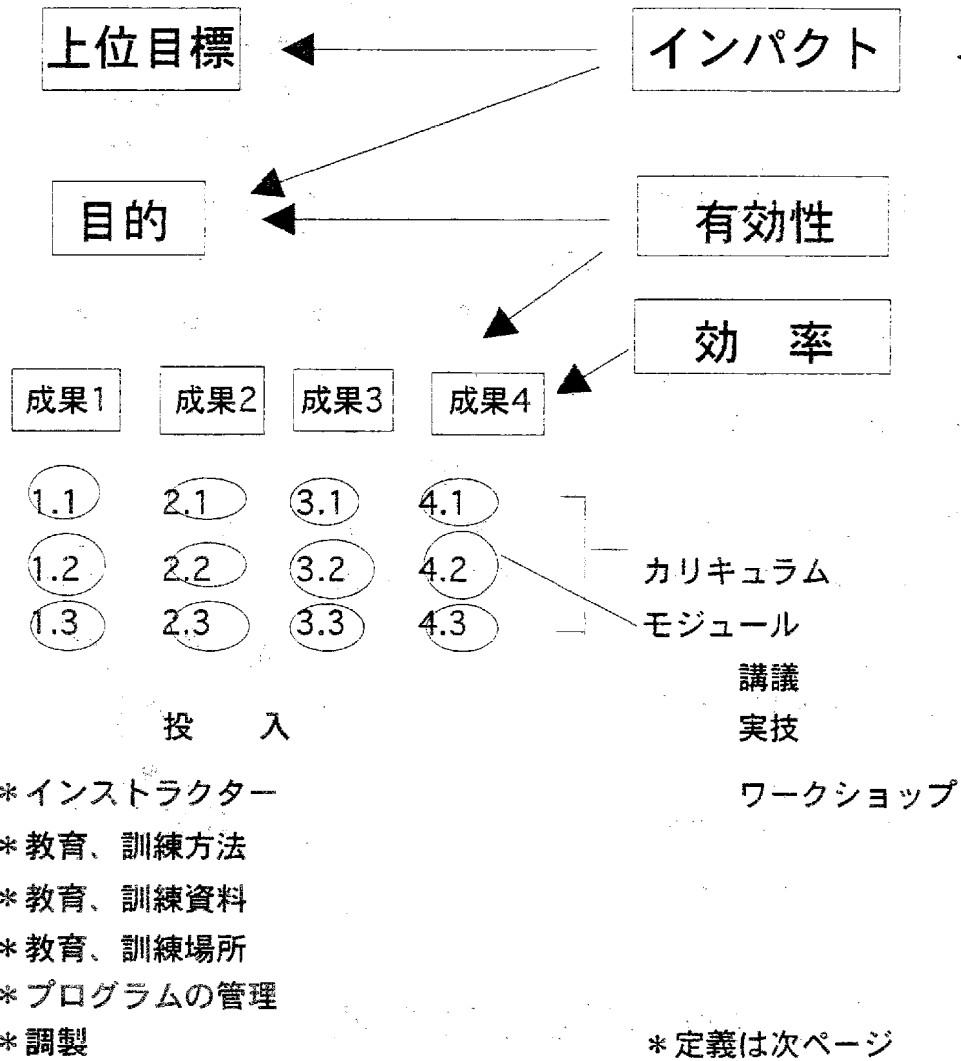 上位目標 インパクト
目的 有効性
効 率
成果1 成果2 成果3 成果4
1.1 2.1 3.1 4.1
1.2 2.2 3.2 4.2 カリキュラム
1.3 2.3 3.3 4.3 モジュール
講議
投 入 実技
*インストラクター ワークショップ
*教育、訓練方法
*教育、訓練資料
*教育、訓練場所
*プログラムの管理
*調製 *定義は次ページ